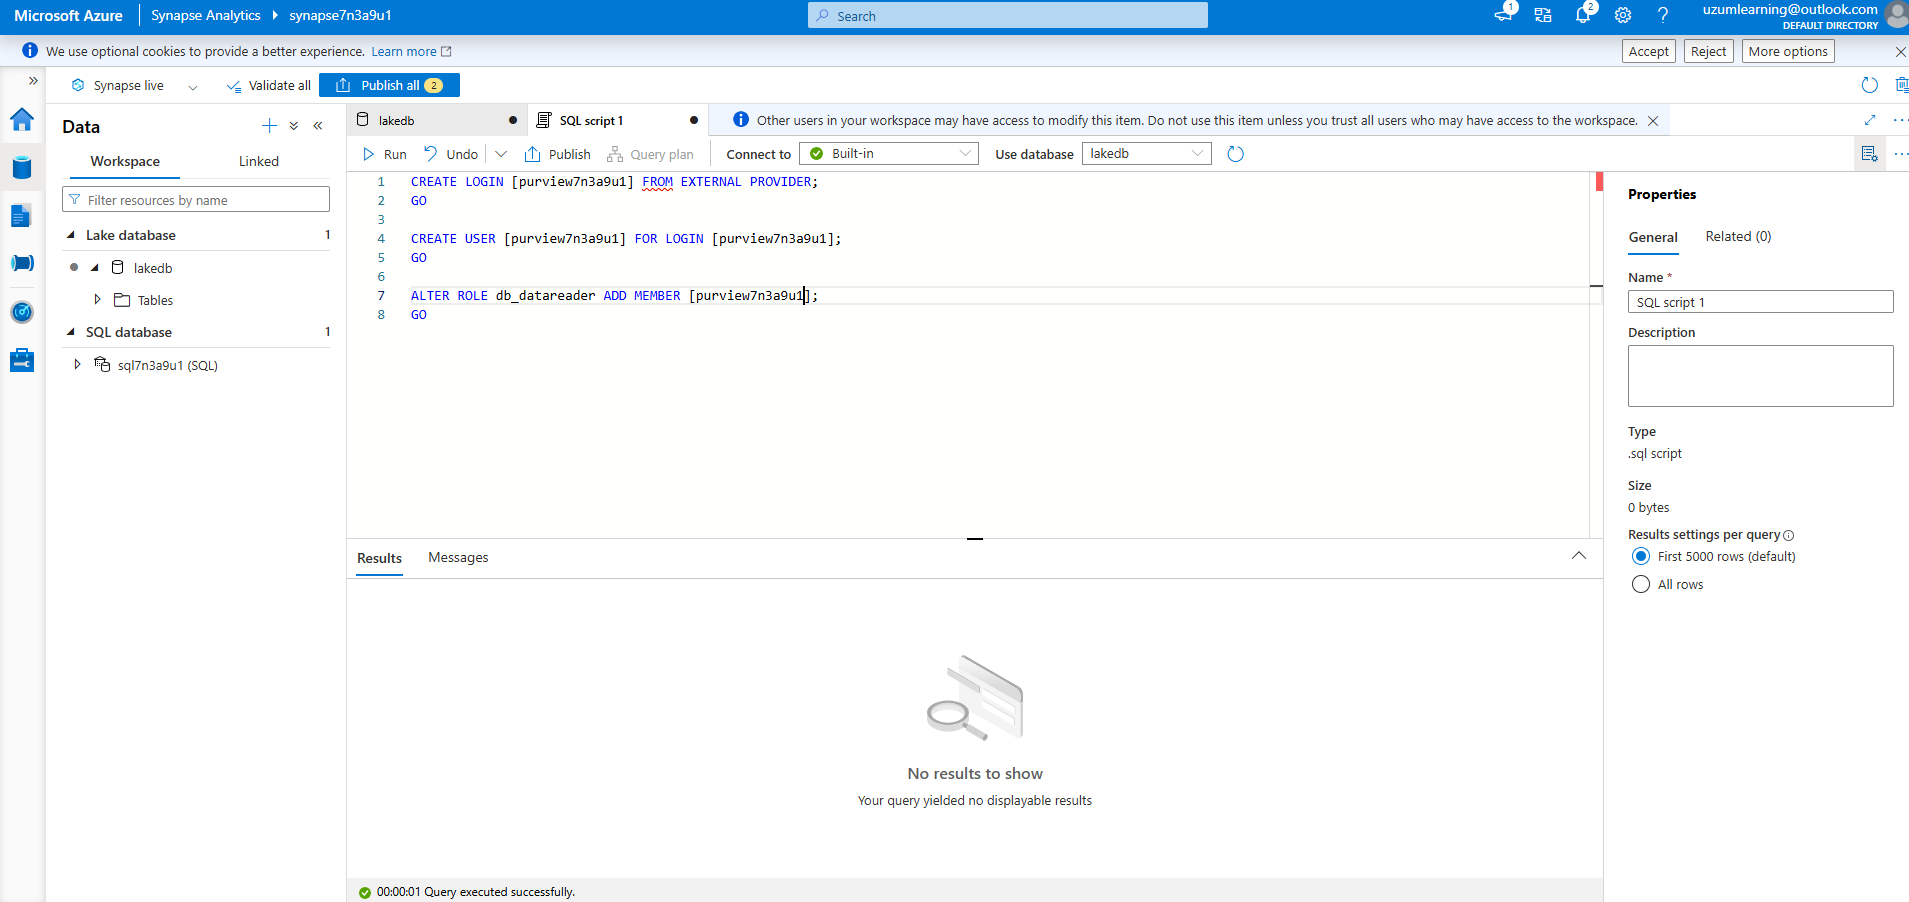 Microsoft Azure
Synapse Analytics
synapse7n3a9u1
Search
1
2
uzumlearning@outlook.com
DEFAULT DIRECTORY
We use optional cookies to provide a better experience. Learn more
Accept
Reject
More options
Synapse live
Validate all
Publish all 2
Data
Workspace
Linked
Filter resources by name
Lake database 1
lakedb
Tables
SQL database 1
sql7n3a9u1 (SQL)
lakedb
SQL script 1
Other users in your workspace may have access to modify this item. Do not use this item unless you trust all users who may have access to the workspace.
Run
Undo
Publish
Query plan
Connect to
Built-in
Use database
lakedb
1 CREATE LOGIN [purview7n3a9u1] FROM EXTERNAL PROVIDER;
2 GO
3
4 CREATE USER [purview7n3a9u1] FOR LOGIN [purview7n3a9u1];
5 GO
6
7 ALTER ROLE db_datareader ADD MEMBER [purview7n3a9u1];
8 GO
Results
Messages
No results to show
Your query yielded no displayable results
00:00:01 Query executed successfully.
Properties
General
Related (0)
Name *
SQL script 1
Description
Type
.sql script
Size
0 bytes
Results settings per query
First 5000 rows (default)
All rows